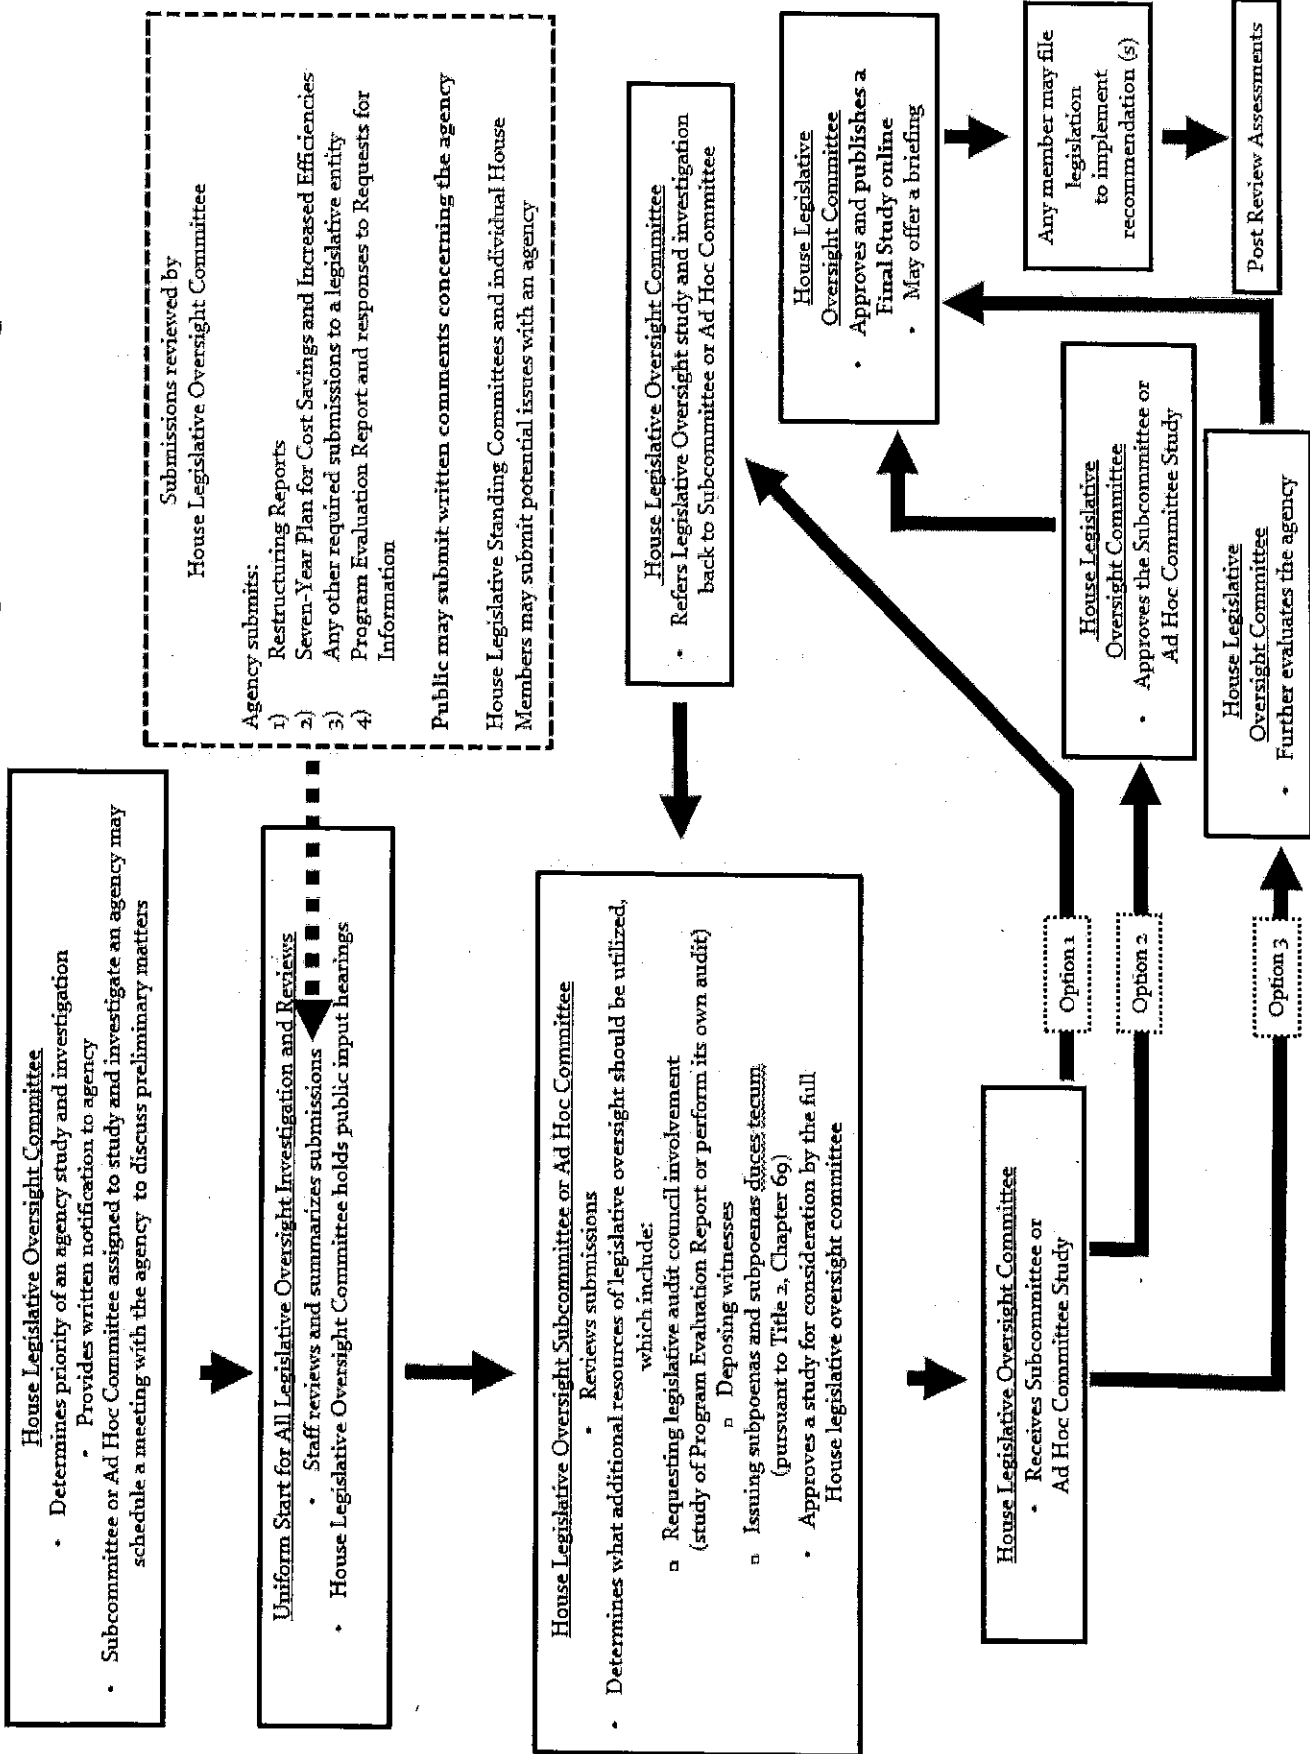 House Legislative Oversight Committee
• Determines priority of an agency study and investigation
• Provides written notification to agency
• Subcommittee or Ad Hoc Committee assigned to study and investigate an agency may
schedule a meeting with the agency to discuss preliminary matters
Submissions reviewed by
House Legislative Oversight Committee
Agency submits:
1) Restructuring Reports
2) Seven-Year Plan for Cost Savings and Increased Efficiencies
3) Any other required submissions to a legislative entity
4) Program Evaluation Report and responses to Requests for
Information
Public may submit written comments concerning the agency
House Legislative Standing Committees and individual House
Members may submit potential issues with an agency
Uniform Start for All Legislative Oversight Investigation and Reviews
• Staff reviews and summarizes submissions
• House Legislative Oversight Committee holds public input hearings
House Legislative Oversight Subcommittee or Ad Hoc Committee
• Reviews submissions
• Determines what additional resources of legislative oversight should be utilized,
which include:
▫ Requesting legislative audit council involvement
(study of Program Evaluation Report or perform its own audit)
▫ Deposing witnesses
▫ Issuing subpoenas and subpoenas duces tecum
(pursuant to Title 2, Chapter 69)
• Approves a study for consideration by the full
House legislative oversight committee
House Legislative Oversight Committee
• Refers Legislative Oversight study and investigation
back to Subcommittee or Ad Hoc Committee
House Legislative Oversight Committee
• Receives Subcommittee or
Ad Hoc Committee Study
Option 1
Option 2
Option 3
House Legislative
Oversight Committee
• Approves the Subcommittee or
Ad Hoc Committee Study
House Legislative
Oversight Committee
• Further evaluates the agency
House Legislative
Oversight Committee
• Approves and publishes a
Final Study online
• May offer a briefing
Any member may file
legislation
to implement
recommendation (s)
Post Review Assessments